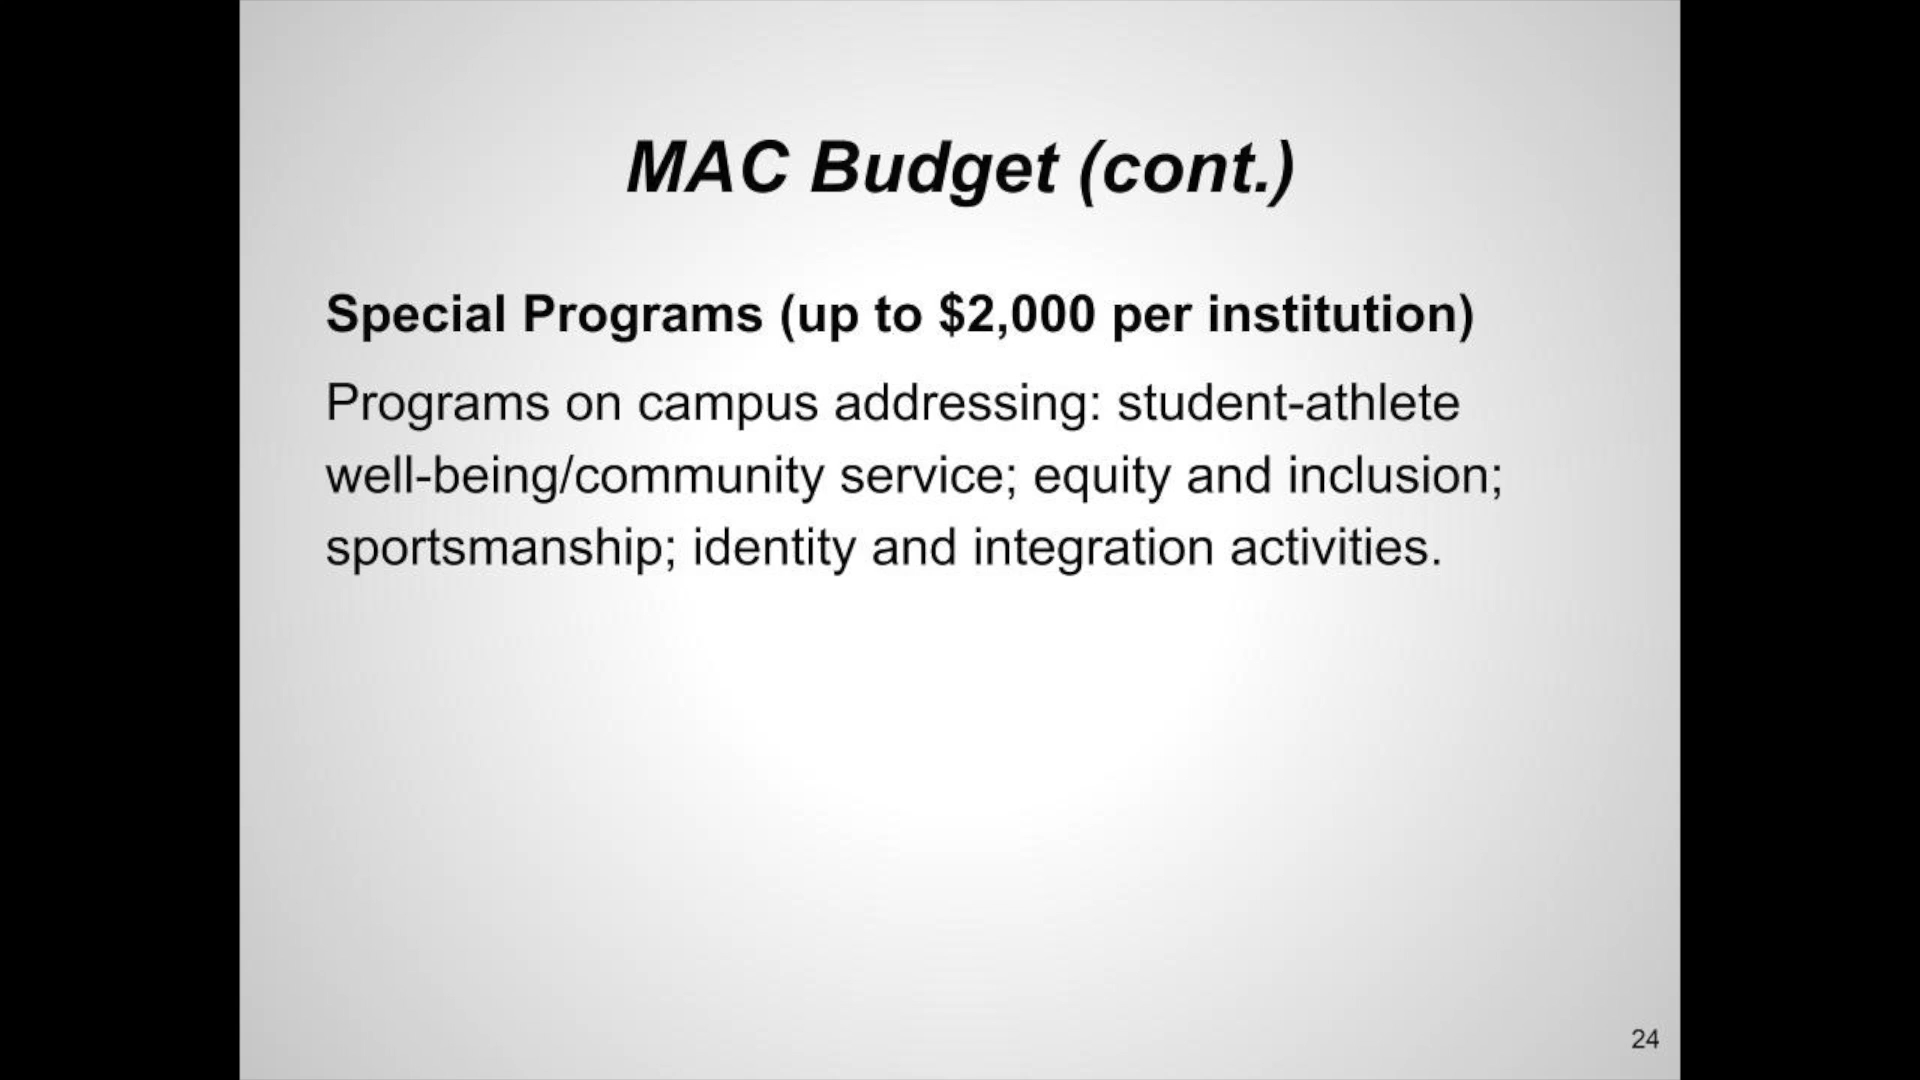 MAC Budget (cont.)
Special Programs (up to $2,000 per institution)
Programs on campus addressing: student-athlete
well-being/community service; equity and inclusion;
sportsmanship; identity and integration activities.
24